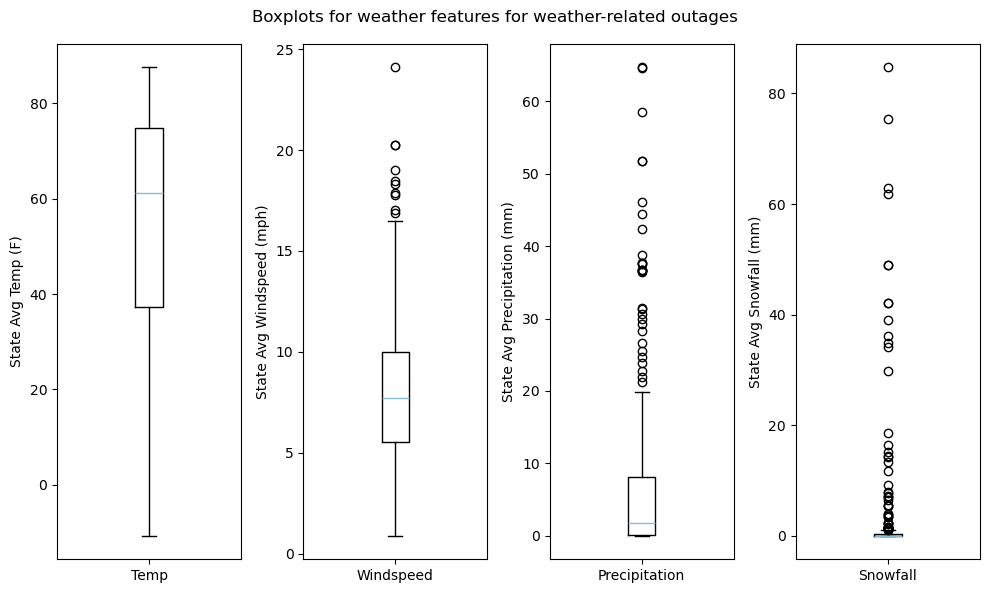 Boxplots for weather features for weather-related outages
State Avg Temp (F)
80
60
40
20
0
Temp
State Avg Windspeed (mph)
25
20
15
10
5
0
Windspeed
State Avg Precipitation (mm)
60
50
40
30
20
10
0
Precipitation
State Avg Snowfall (mm)
80
60
40
20
0
Snowfall